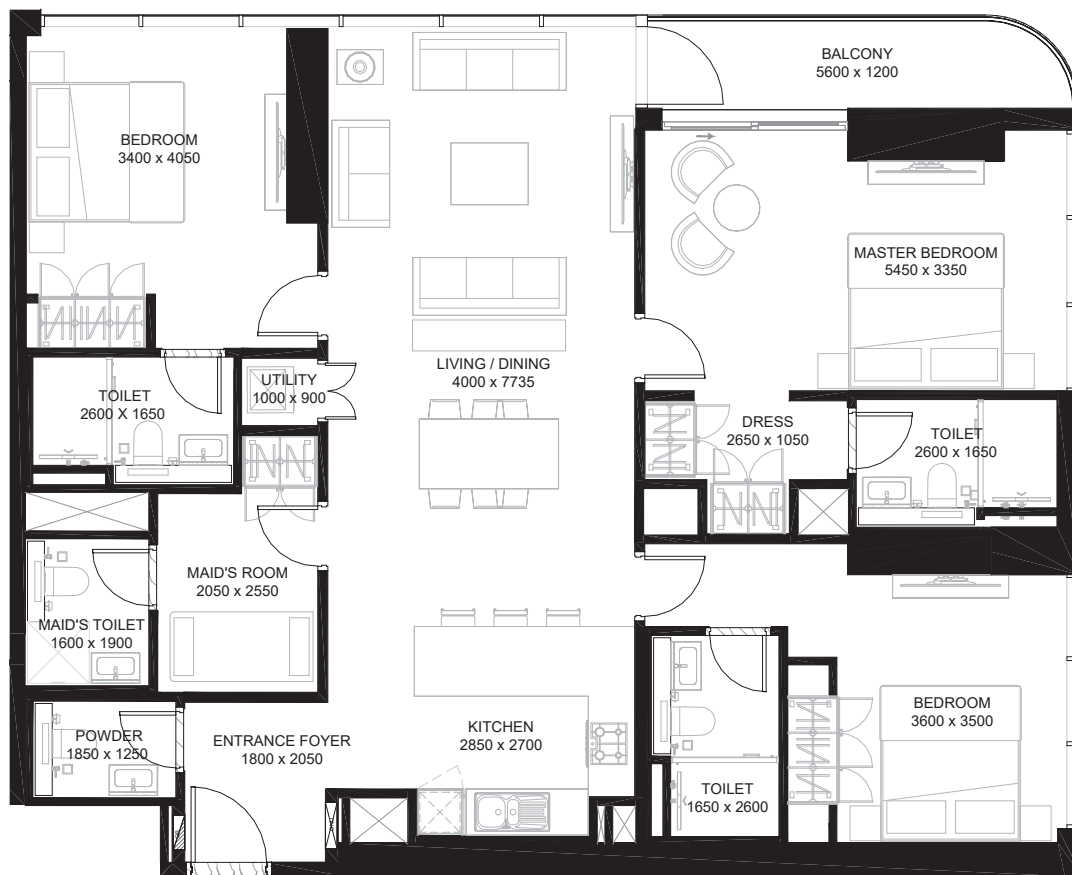 BALCONY
5600 x 1200
BEDROOM
3400 x 4050
MASTER BEDROOM
5450 x 3350
LIVING / DINING
4000 x 7735
UTILITY
1000 x 900
TOILET
2600 X 1650
DRESS
2650 x 1050
TOILET
2600 x 1650
MAID'S ROOM
2050 x 2550
MAID'S TOILET
1600 x 1900
BEDROOM
3600 x 3500
POWDER
1850 x 1250
ENTRANCE FOYER
1800 x 2050
KITCHEN
2850 x 2700
TOILET
1650 x 2600